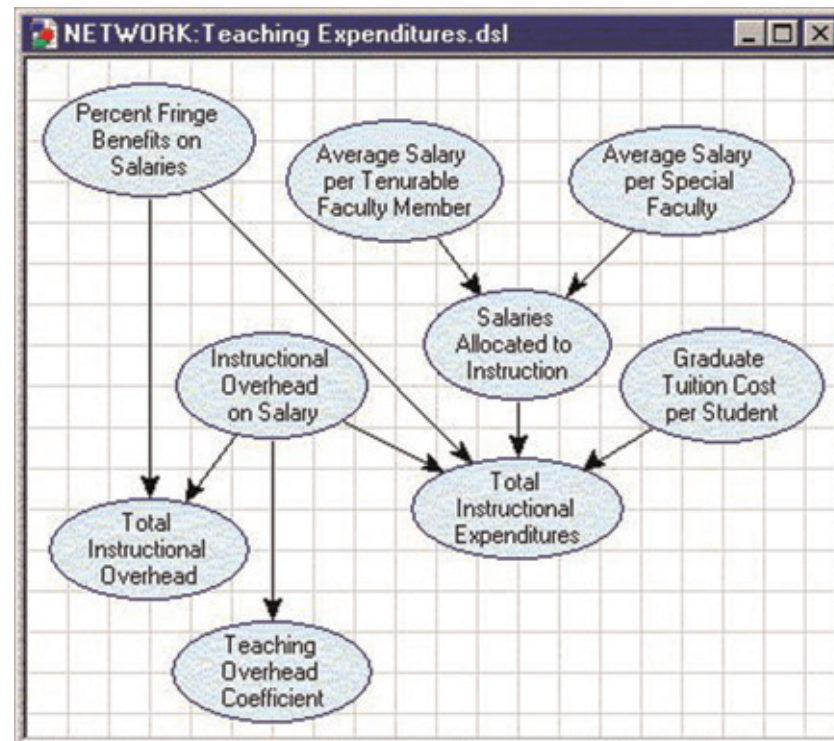 NETWORK:Teaching Expenditures.dsl
Percent Fringe
Benefits on
Salaries
Average Salary
per Tenurable
Faculty Member
Average Salary
per Special
Faculty
Salaries
Allocated to
Instruction
Instructional
Overhead
on Salary
Graduate
Tuition Cost
per Student
Total
Instructional
Expenditures
Total
Instructional
Overhead
Teaching
Overhead
Coefficient